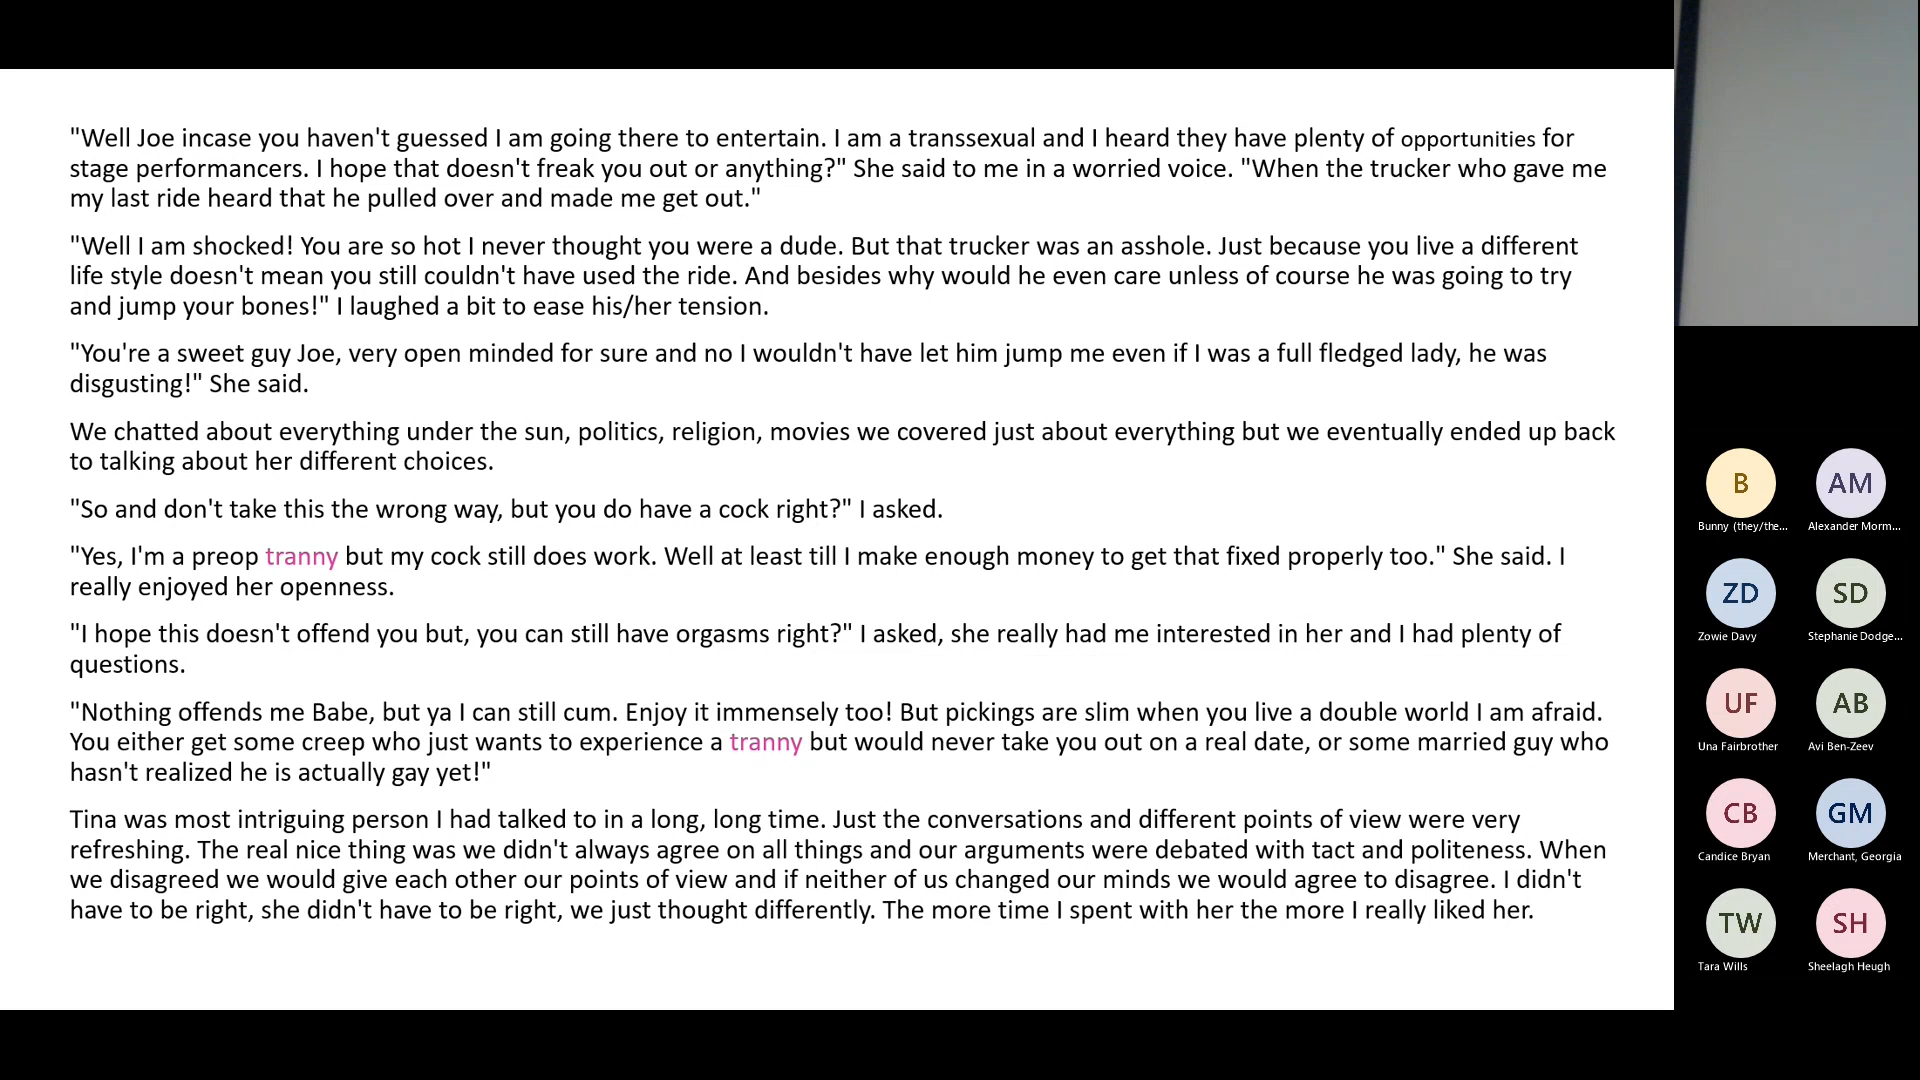 "Well Joe incase you haven't guessed I am going there to entertain. I am a transsexual and I heard they have plenty of opportunities for
stage performancers. I hope that doesn't freak you out or anything?" She said to me in a worried voice. "When the trucker who gave me
my last ride heard that he pulled over and made me get out."
"Well I am shocked! You are so hot I never thought you were a dude. But that trucker was an asshole. Just because you live a different
life style doesn't mean you still couldn't have used the ride. And besides why would he even care unless of course he was going to try
and jump your bones!" I laughed a bit to ease his/her tension.
"You're a sweet guy Joe, very open minded for sure and no I wouldn't have let him jump me even if I was a full fledged lady, he was
disgusting!" She said.
We chatted about everything under the sun, politics, religion, movies we covered just about everything but we eventually ended up back
to talking about her different choices.
"So and don't take this the wrong way, but you do have a cock right?" I asked.
"Yes, I'm a preop tranny but my cock still does work. Well at least till I make enough money to get that fixed properly too." She said. I
really enjoyed her openness.
"I hope this doesn't offend you but, you can still have orgasms right?" I asked, she really had me interested in her and I had plenty of
questions.
"Nothing offends me Babe, but ya I can still cum. Enjoy it immensely too! But pickings are slim when you live a double world I am afraid.
You either get some creep who just wants to experience a tranny but would never take you out on a real date, or some married guy who
hasn't realized he is actually gay yet!"
Tina was most intriguing person I had talked to in a long, long time. Just the conversations and different points of view were very
refreshing. The real nice thing was we didn't always agree on all things and our arguments were debated with tact and politeness. When
we disagreed we would give each other our points of view and if neither of us changed our minds we would agree to disagree. I didn't
have to be right, she didn't have to be right, we just thought differently. The more time I spent with her the more I really liked her.
B AM
Bunny (they/the... Alexander Morm...
ZD SD
Zowie Davy Stephanie Dodge...
UF AB
Una Fairbrother Avi Ben-Zeev
CB GM
Candice Bryan Merchant, Georgia
TW SH
Tara Wills Sheelagh Heugh